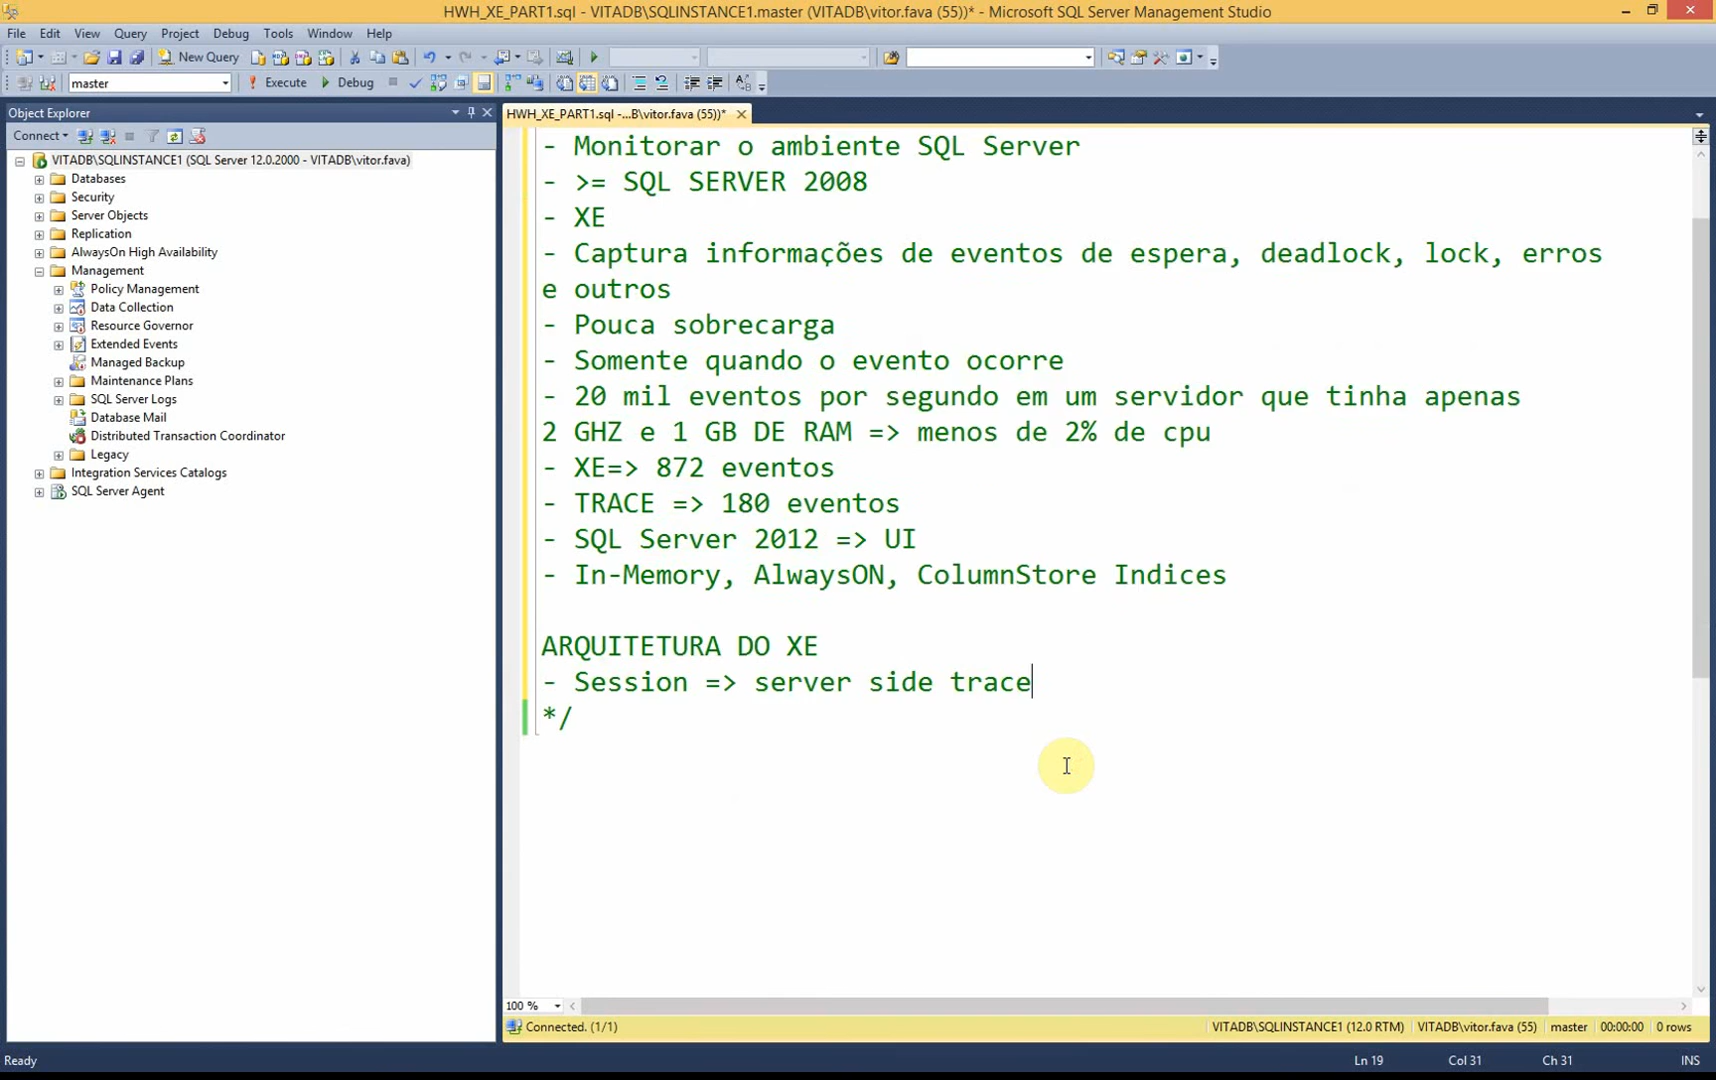 HWH_XE_PART1.sql - VITADB\SQLINSTANCE1.master (VITADB\vitor.fava (55))* - Microsoft SQL Server Management Studio
File Edit View Query Project Debug Tools Window Help
New Query
master Execute Debug
Object Explorer
HWH_XE_PART1.sql -...B\vitor.fava (55))*
Connect
VITADB\SQLINSTANCE1 (SQL Server 12.0.2000 - VITADB\vitor.fava)
Databases
Security
Server Objects
Replication
AlwaysOn High Availability
Management
Policy Management
Data Collection
Resource Governor
Extended Events
Managed Backup
Maintenance Plans
SQL Server Logs
Database Mail
Distributed Transaction Coordinator
Legacy
Integration Services Catalogs
SQL Server Agent
- Monitorar o ambiente SQL Server
- >= SQL SERVER 2008
- XE
- Captura informações de eventos de espera, deadlock, lock, erros
e outros
- Pouca sobrecarga
- Somente quando o evento ocorre
- 20 mil eventos por segundo em um servidor que tinha apenas
2 GHZ e 1 GB DE RAM => menos de 2% de cpu
- XE=> 872 eventos
- TRACE => 180 eventos
- SQL Server 2012 => UI
- In-Memory, AlwaysON, ColumnStore Indices
ARQUITETURA DO XE
- Session => server side trace
*/
100 %
Connected. (1/1) VITADB\SQLINSTANCE1 (12.0 RTM) VITADB\vitor.fava (55) master 00:00:00 0 rows
Ready Ln 19 Col 31 Ch 31 INS